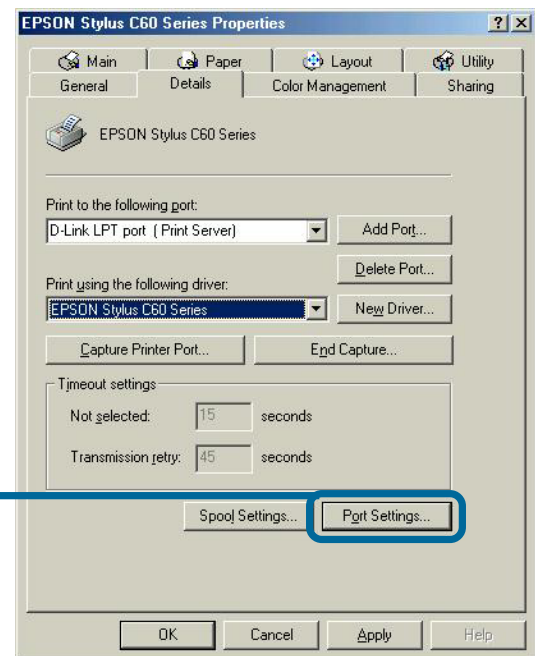 EPSON Stylus C60 Series Properties
Main Paper Layout Utility
General Details Color Management Sharing
EPSON Stylus C60 Series
Print to the following port:
D-Link LPT port ( Print Server) Add Port...
Delete Port...
Print using the following driver:
EPSON Stylus C60 Series New Driver...
Capture Printer Port... End Capture...
Timeout settings
Not selected: 15 seconds
Transmission retry: 45 seconds
Spool Settings... Port Settings...
OK Cancel Apply Help